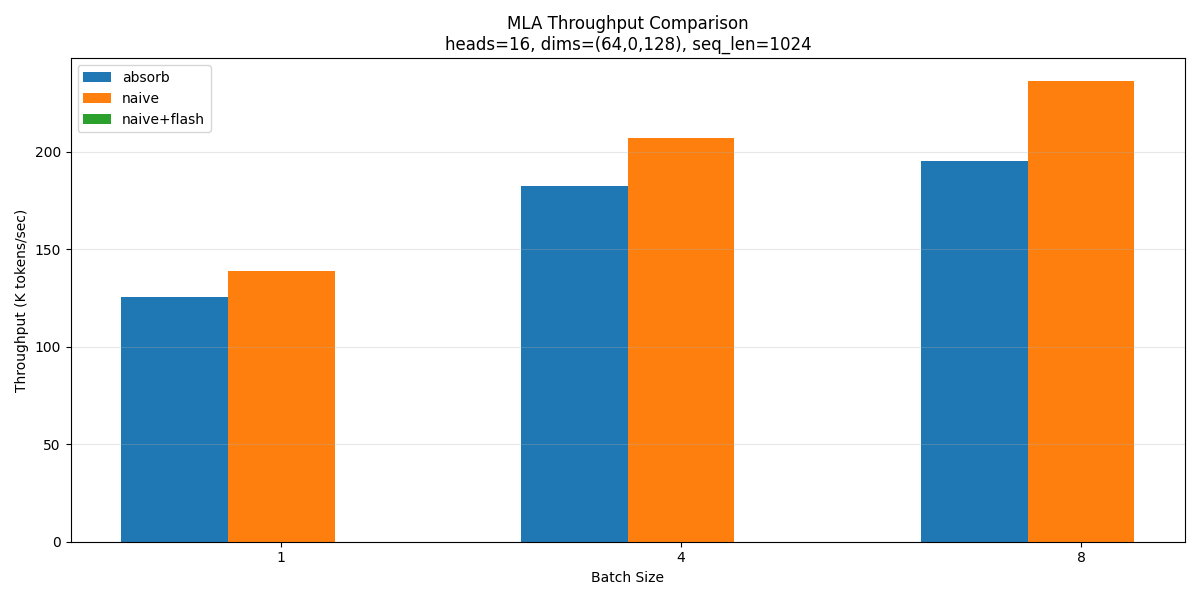 MLA Throughput Comparison
heads=16, dims=(64,0,128), seq_len=1024
absorb
naive
naive+flash
Throughput (K tokens/sec)
200
150
100
50
0
1
4
8
Batch Size